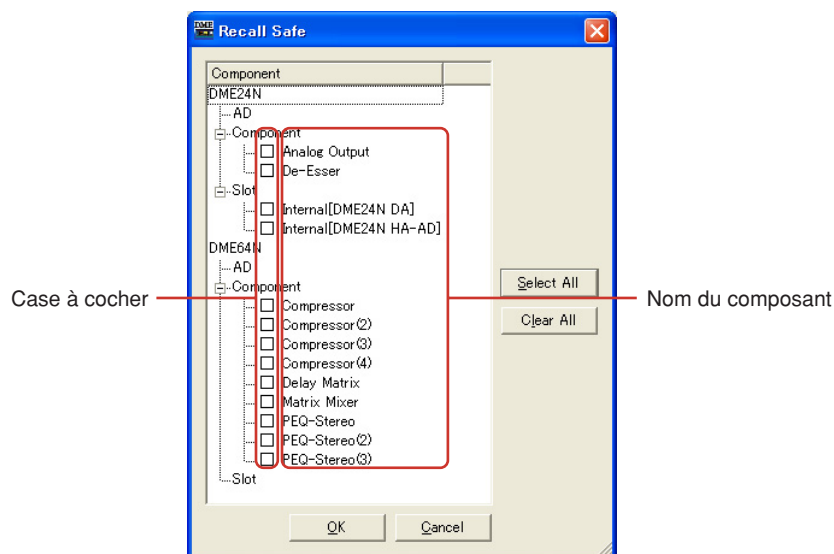 DME
Recall Safe
Component
DME24N
AD
Component
Analog Output
De-Esser
Slot
Internal[DME24N DA]
Internal[DME24N HA-AD]
DME64N
AD
Component
Compressor
Compressor(2)
Compressor(3)
Compressor(4)
Delay Matrix
Matrix Mixer
PEQ-Stereo
PEQ-Stereo(2)
PEQ-Stereo(3)
Slot
Select All
Clear All
Case à cocher
Nom du composant
OK
Cancel